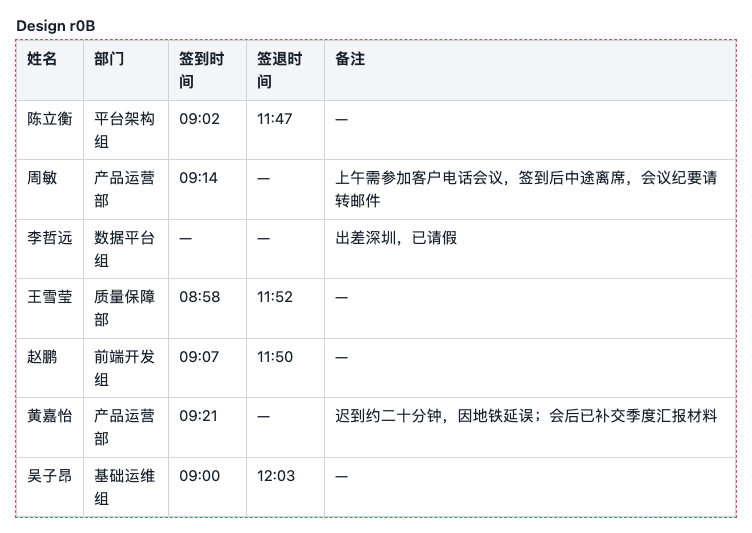 Design r0B
姓名 部门 签到时间 签退时间 备注
陈立衡 平台架构组 09:02 11:47 —
周敏 产品运营部 09:14 — 上午需参加客户电话会议，签到后中途离席，会议纪要请转邮件
李哲远 数据平台组 — — 出差深圳，已请假
王雪莹 质量保障部 08:58 11:52 —
赵鹏 前端开发组 09:07 11:50 —
黄嘉怡 产品运营部 09:21 — 迟到约二十分钟，因地铁延误；会后已补交季度汇报材料
吴子昂 基础运维组 09:00 12:03 —